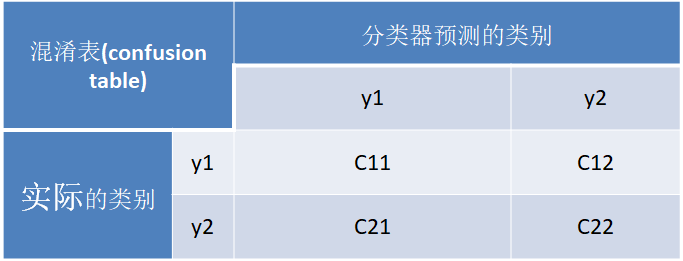 混淆表(confusion
table)
分类器预测的类别
y1 y2
实际的类别
y1 C11 C12
y2 C21 C22